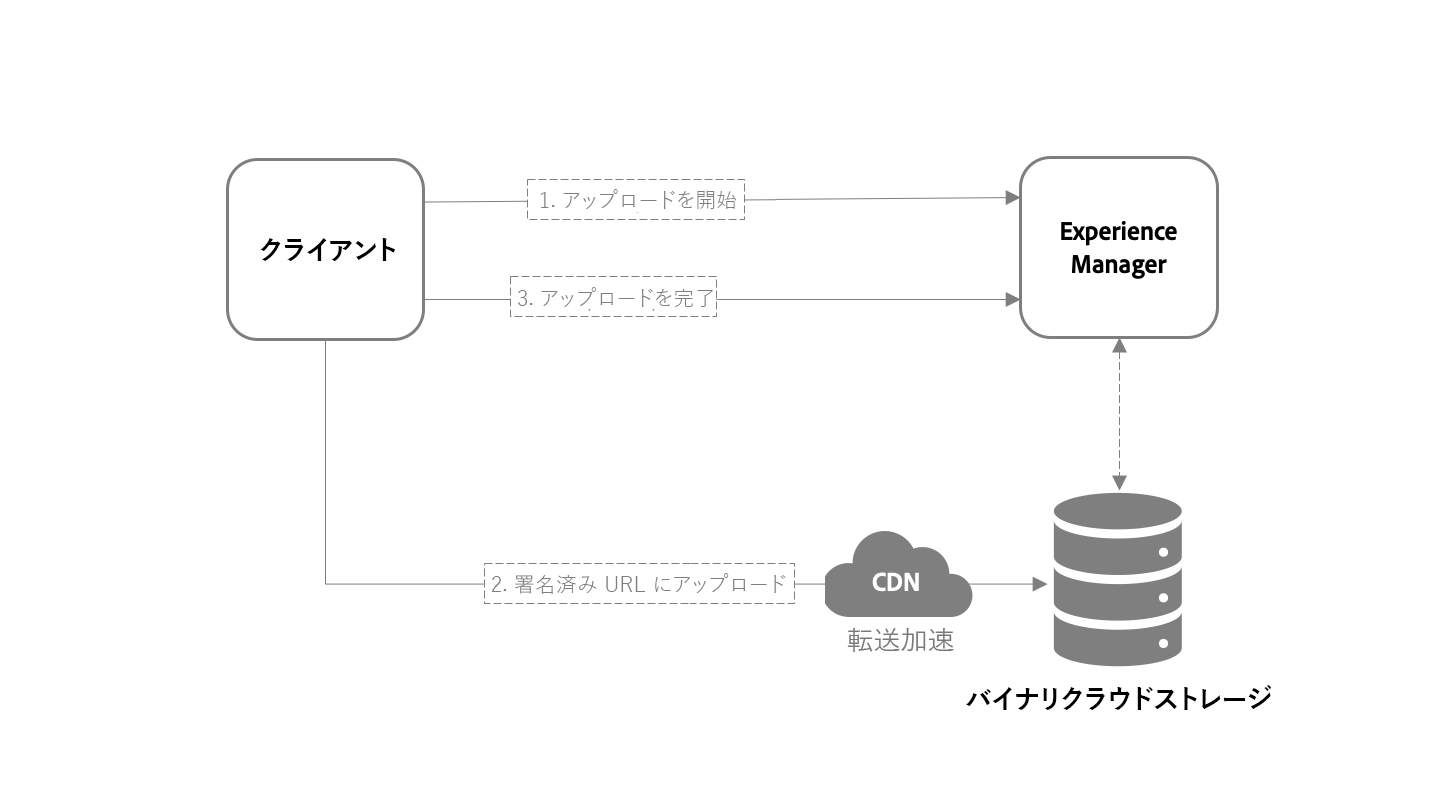 1. アップロードを開始
クライアント
Experience
Manager
3. アップロードを完了
2. 署名済み URL にアップロード
CDN
転送加速
バイナリクラウドストレージ